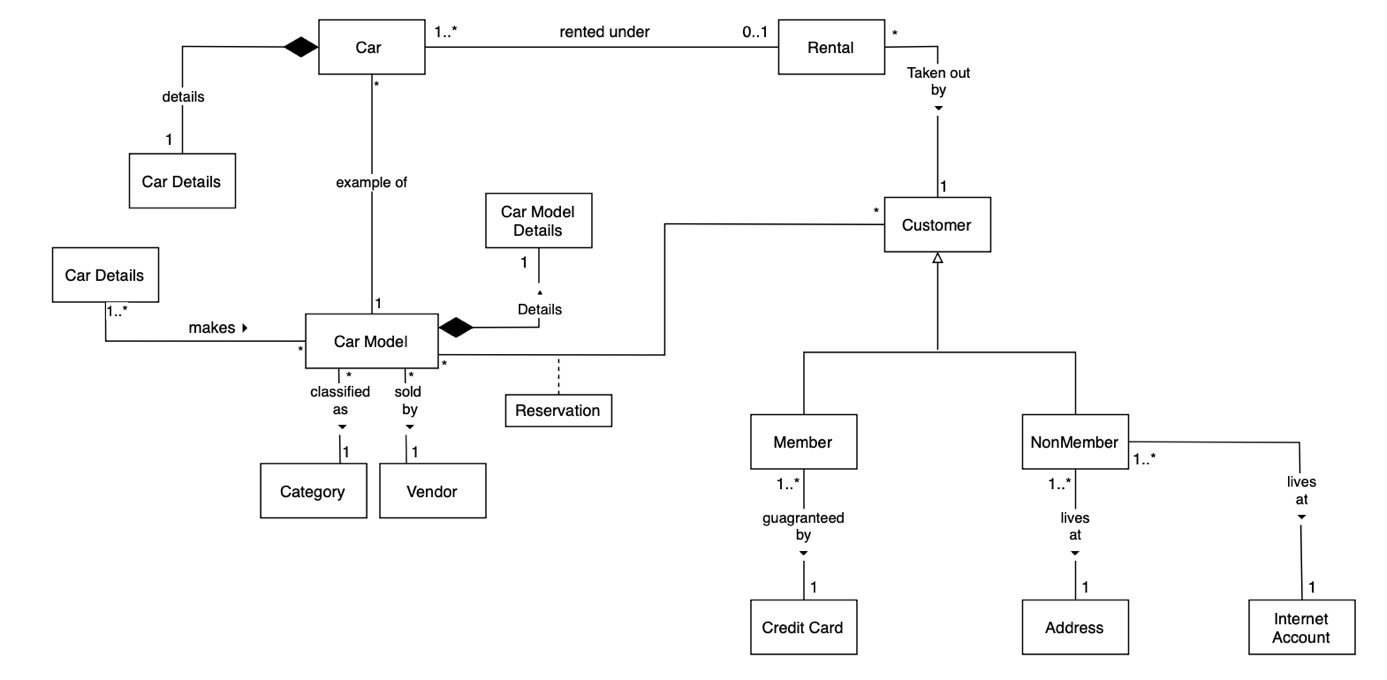 Car
1..*
rented under
0..1
Rental
*
Taken out
by
details
*
1
Car Details
example of
1
Car Model
Details
*
Customer
Car Details
1
1..*
1
Details
makes
Car Model
*
*
*
*
classified
as
sold
by
Reservation
1
1
Category
Vendor
Member
NonMember
1..*
1..*
1..*
lives
at
guagranteed
by
lives
at
1
1
1
Credit Card
Address
Internet
Account